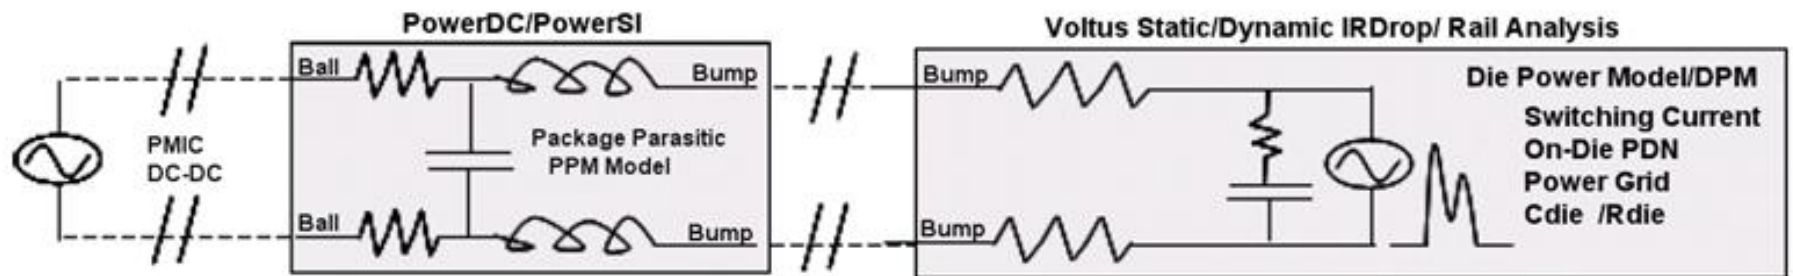 PowerDC/PowerSI
Voltus Static/Dynamic IRDrop/ Rail Analysis
PMIC
DC-DC
Ball
Bump
Package Parasitic
PPM Model
Ball
Bump
Bump
Die Power Model/DPM
Switching Current
On-Die PDN
Power Grid
Cdie /Rdie
Bump